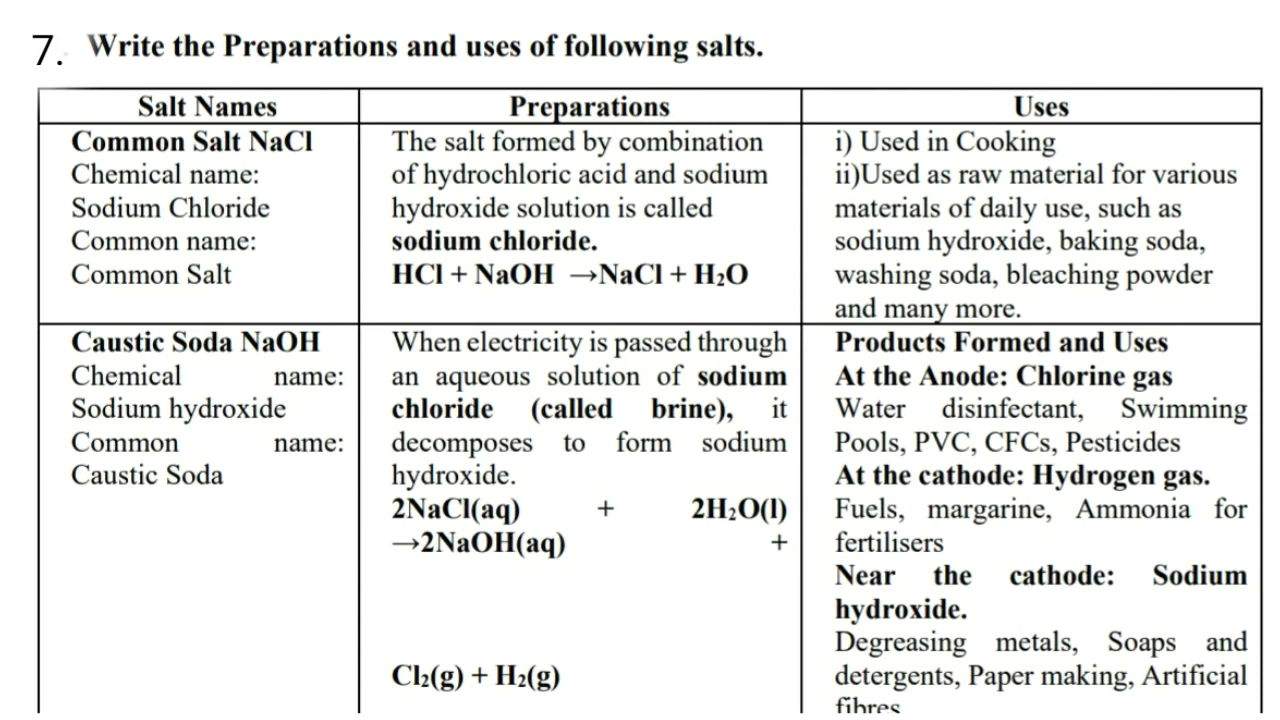 7. Write the Preparations and uses of following salts.
Salt Names
Preparations
Uses
Common Salt NaCl
Chemical name:
Sodium Chloride
Common name:
Common Salt
The salt formed by combination
of hydrochloric acid and sodium
hydroxide solution is called
sodium chloride.
HCl + NaOH →NaCl + H₂O
i) Used in Cooking
ii)Used as raw material for various
materials of daily use, such as
sodium hydroxide, baking soda,
washing soda, bleaching powder
and many more.
Caustic Soda NaOH
Chemical name:
Sodium hydroxide
Common name:
Caustic Soda
When electricity is passed through
an aqueous solution of sodium
chloride (called brine), it
decomposes to form sodium
hydroxide.
2NaCl(aq) + 2H₂O(l)
→2NaOH(aq) +
Cl₂(g) + H₂(g)
Products Formed and Uses
At the Anode: Chlorine gas
Water disinfectant, Swimming
Pools, PVC, CFCs, Pesticides
At the cathode: Hydrogen gas.
Fuels, margarine, Ammonia for
fertilisers
Near the cathode: Sodium
hydroxide.
Degreasing metals, Soaps and
detergents, Paper making, Artificial
fibres